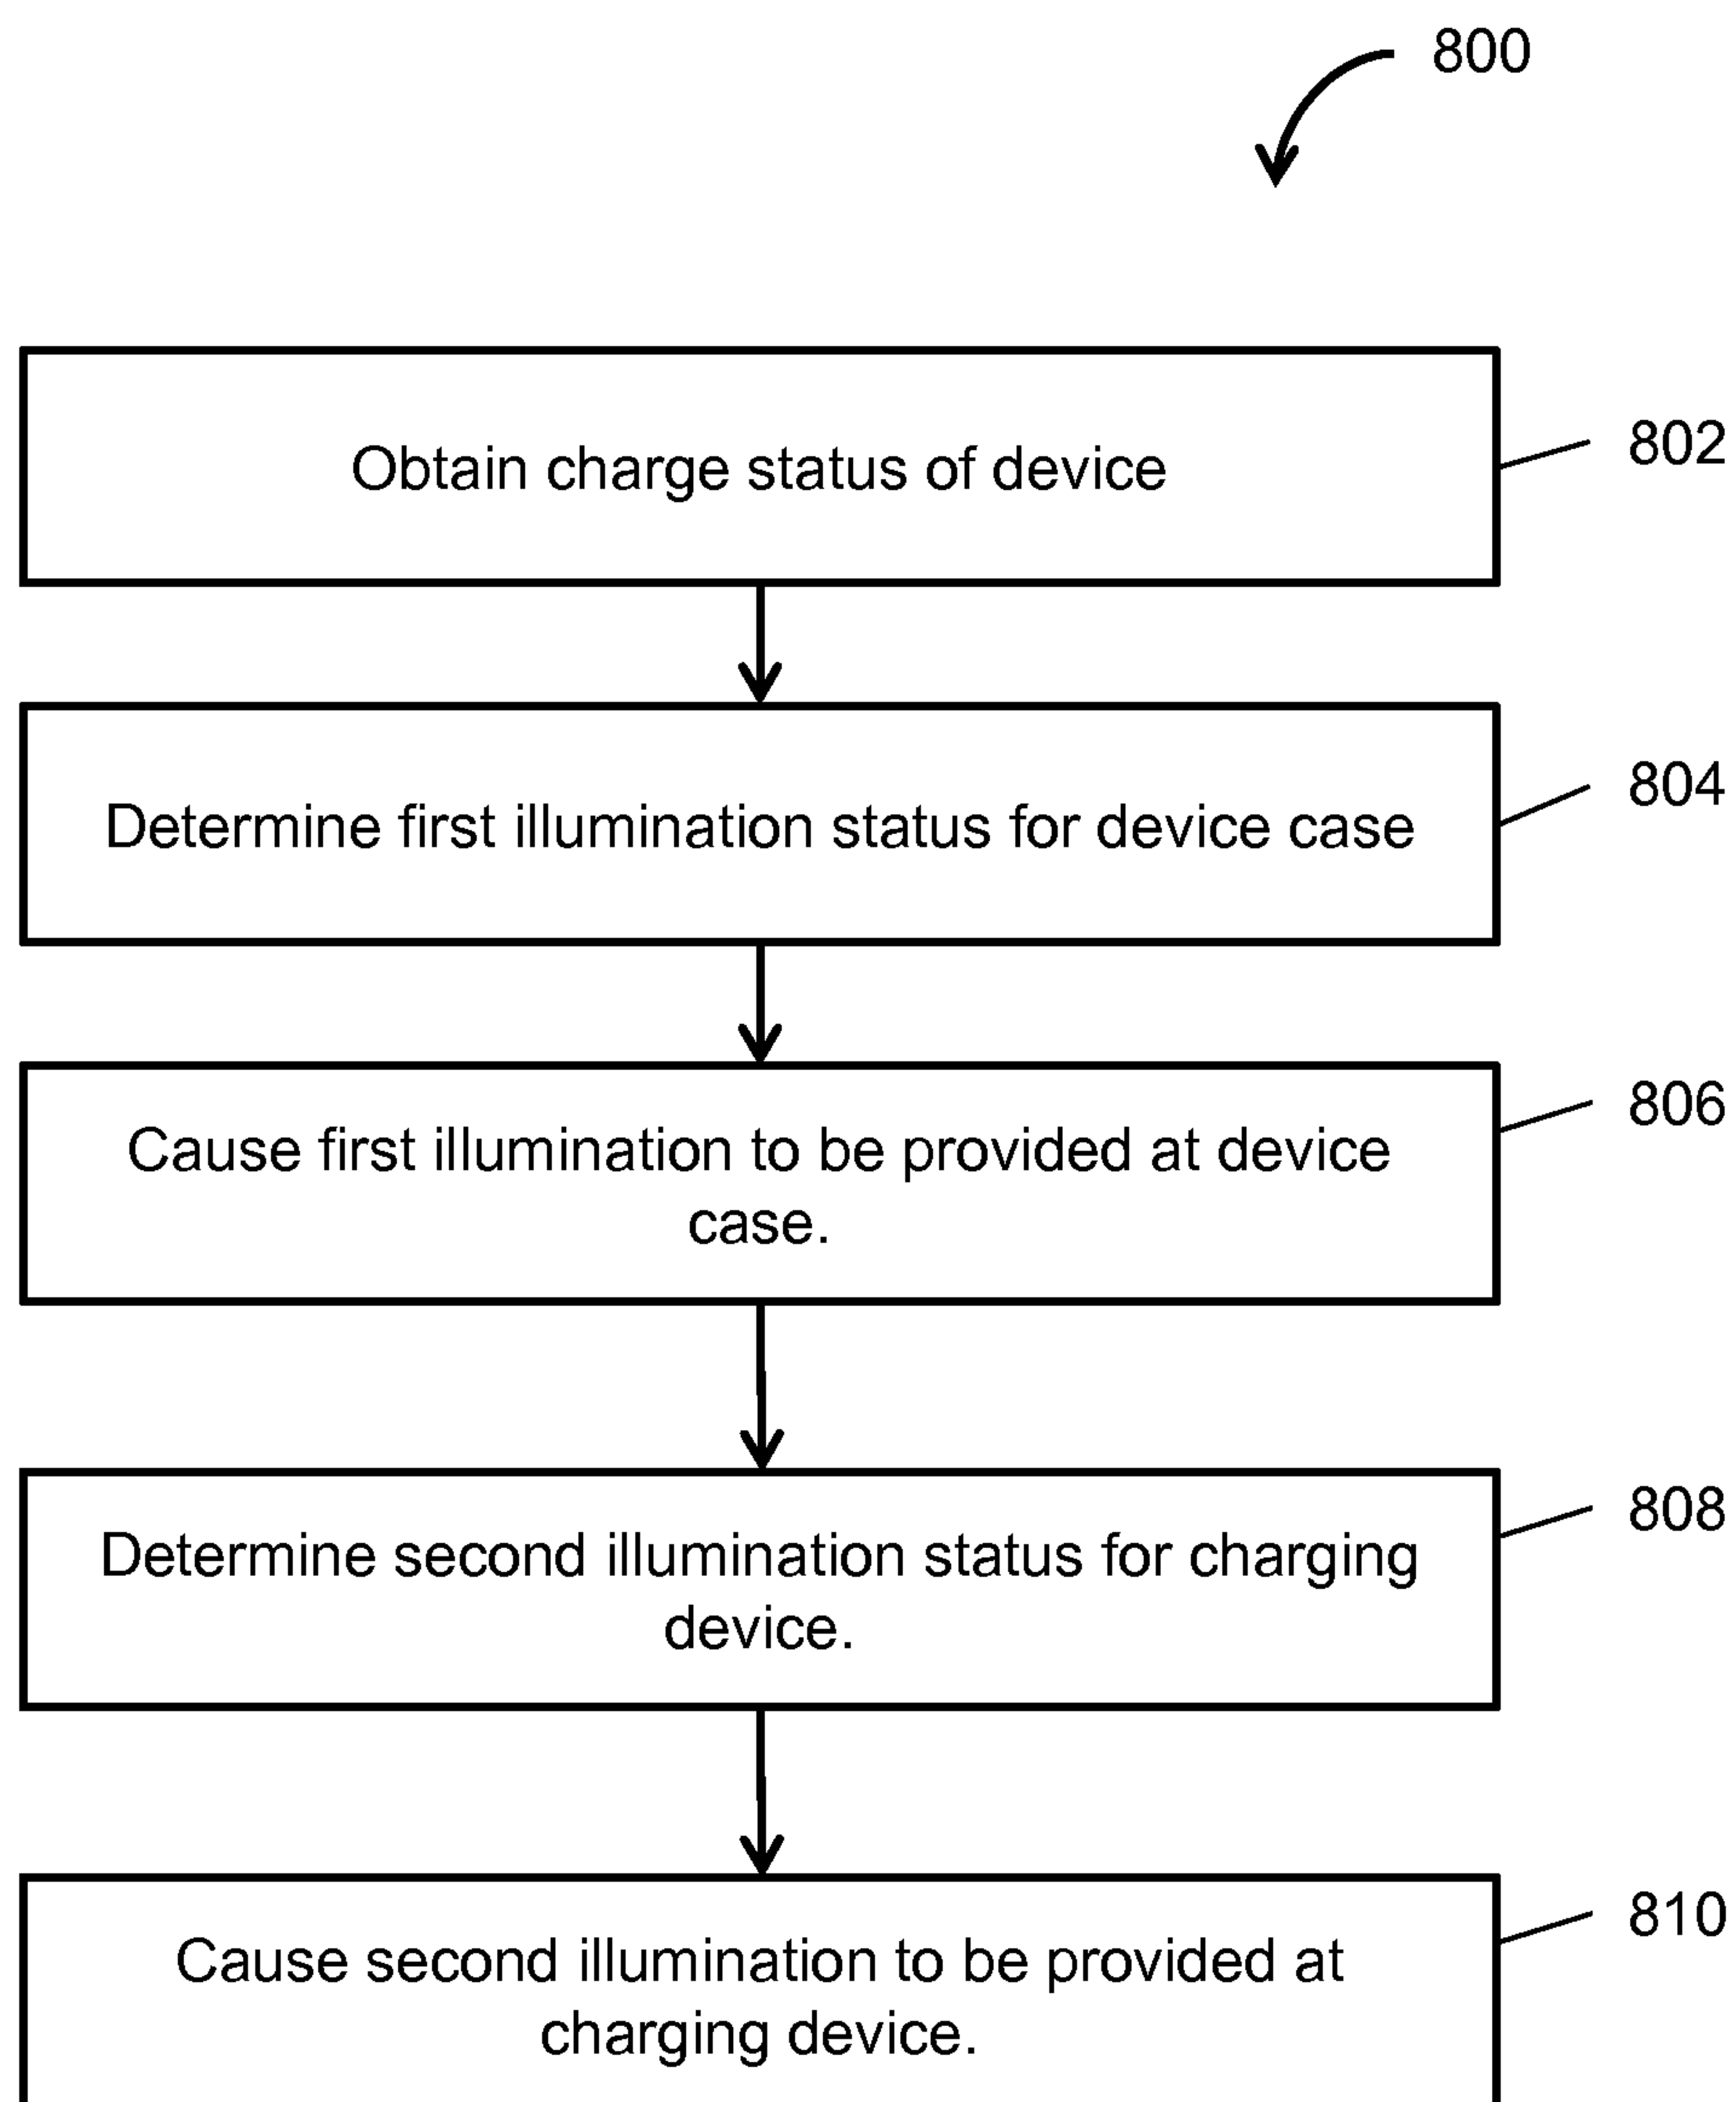 800
Obtain charge status of device
802
Determine first illumination status for device case
804
Cause first illumination to be provided at device
case.
806
Determine second illumination status for charging
device.
808
Cause second illumination to be provided at
charging device.
810